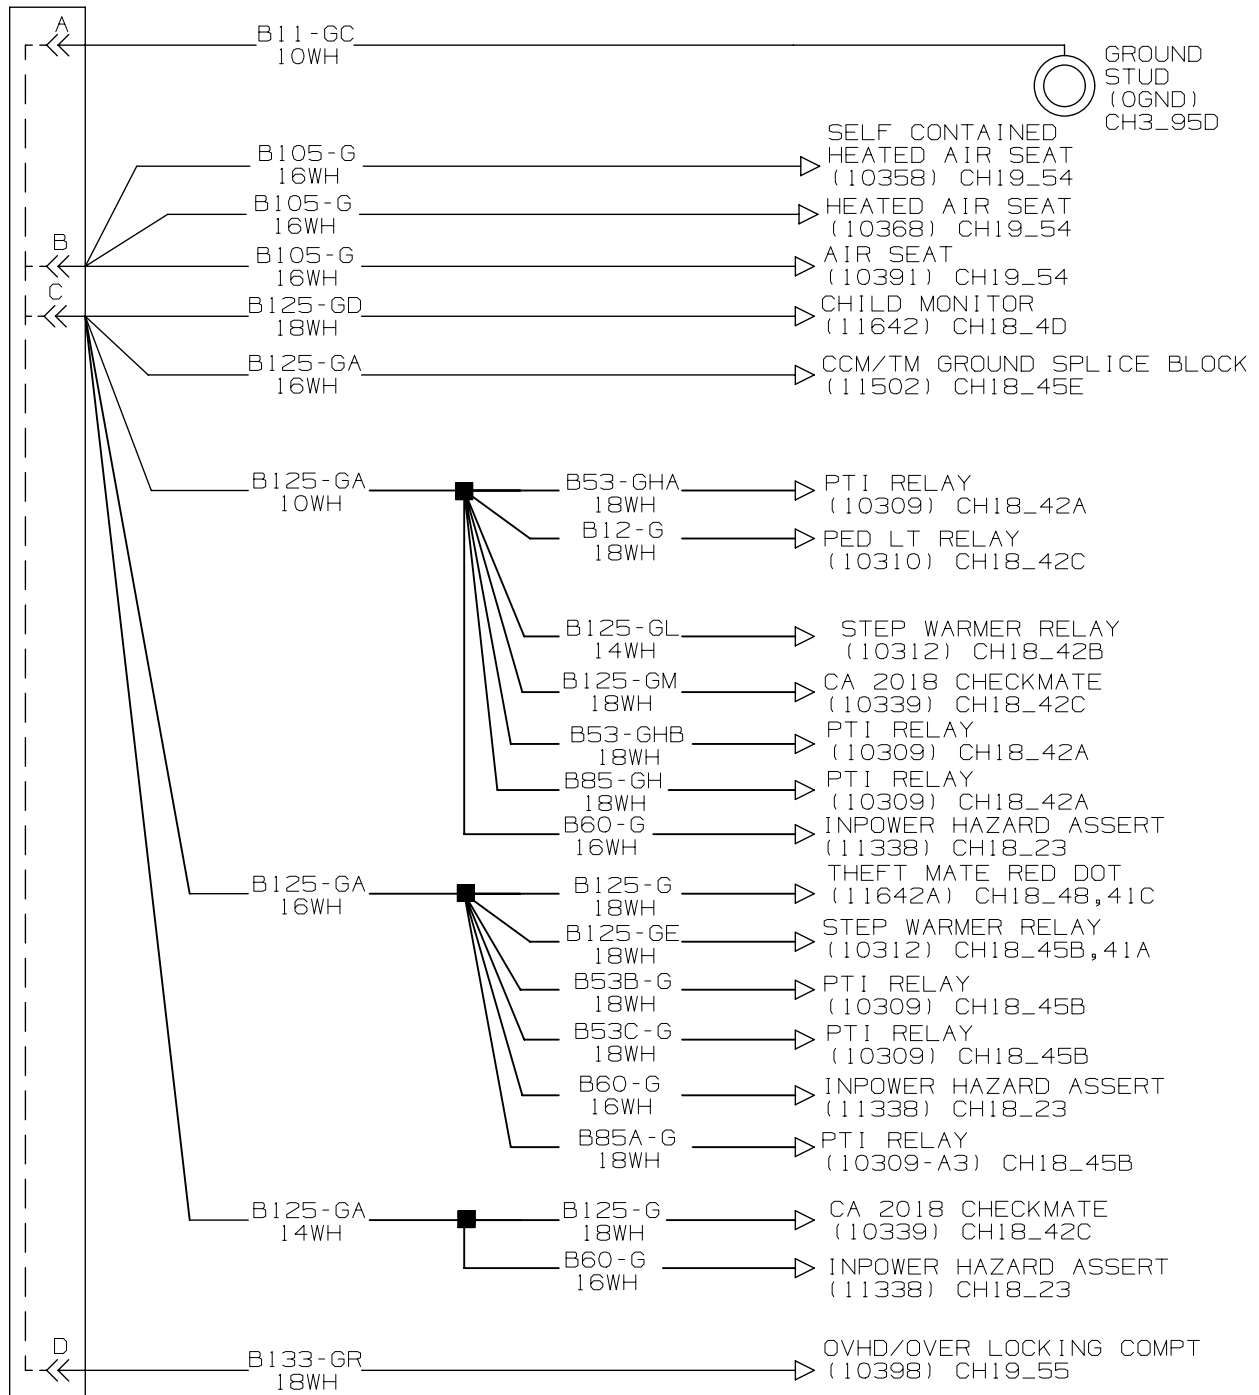 A
B11-GC
10WH
GROUND
STUD
(0GND)
CH3_95D
B105-G
16WH
SELF CONTAINED
HEATED AIR SEAT
(10358) CH19_54
B105-G
16WH
HEATED AIR SEAT
(10368) CH19_54
B
B105-G
16WH
AIR SEAT
(10391) CH19_54
C
B125-GD
18WH
CHILD MONITOR
(11642) CH18_4D
B125-GA
16WH
CCM/TM GROUND SPLICE BLOCK
(11502) CH18_45E
B125-GA
10WH
B53-GHA
18WH
PTI RELAY
(10309) CH18_42A
B12-G
18WH
PED LT RELAY
(10310) CH18_42C
B125-GL
14WH
STEP WARMER RELAY
(10312) CH18_42B
B125-GM
18WH
CA 2018 CHECKMATE
(10339) CH18_42C
B53-GHB
18WH
PTI RELAY
(10309) CH18_42A
B85-GH
18WH
PTI RELAY
(10309) CH18_42A
B60-G
16WH
INPOWER HAZARD ASSERT
(11338) CH18_23
B125-GA
16WH
B125-G
18WH
THEFT MATE RED DOT
(11642A) CH18_48,41C
B125-GE
18WH
STEP WARMER RELAY
(10312) CH18_45B,41A
B53B-G
18WH
PTI RELAY
(10309) CH18_45B
B53C-G
18WH
PTI RELAY
(10309) CH18_45B
B60-G
16WH
INPOWER HAZARD ASSERT
(11338) CH18_23
B85A-G
18WH
PTI RELAY
(10309-A3) CH18_45B
B125-GA
14WH
B125-G
18WH
CA 2018 CHECKMATE
(10339) CH18_42C
B60-G
16WH
INPOWER HAZARD ASSERT
(11338) CH18_23
D
B133-GR
18WH
OVHD/OVER LOCKING COMPT
(10398) CH19_55